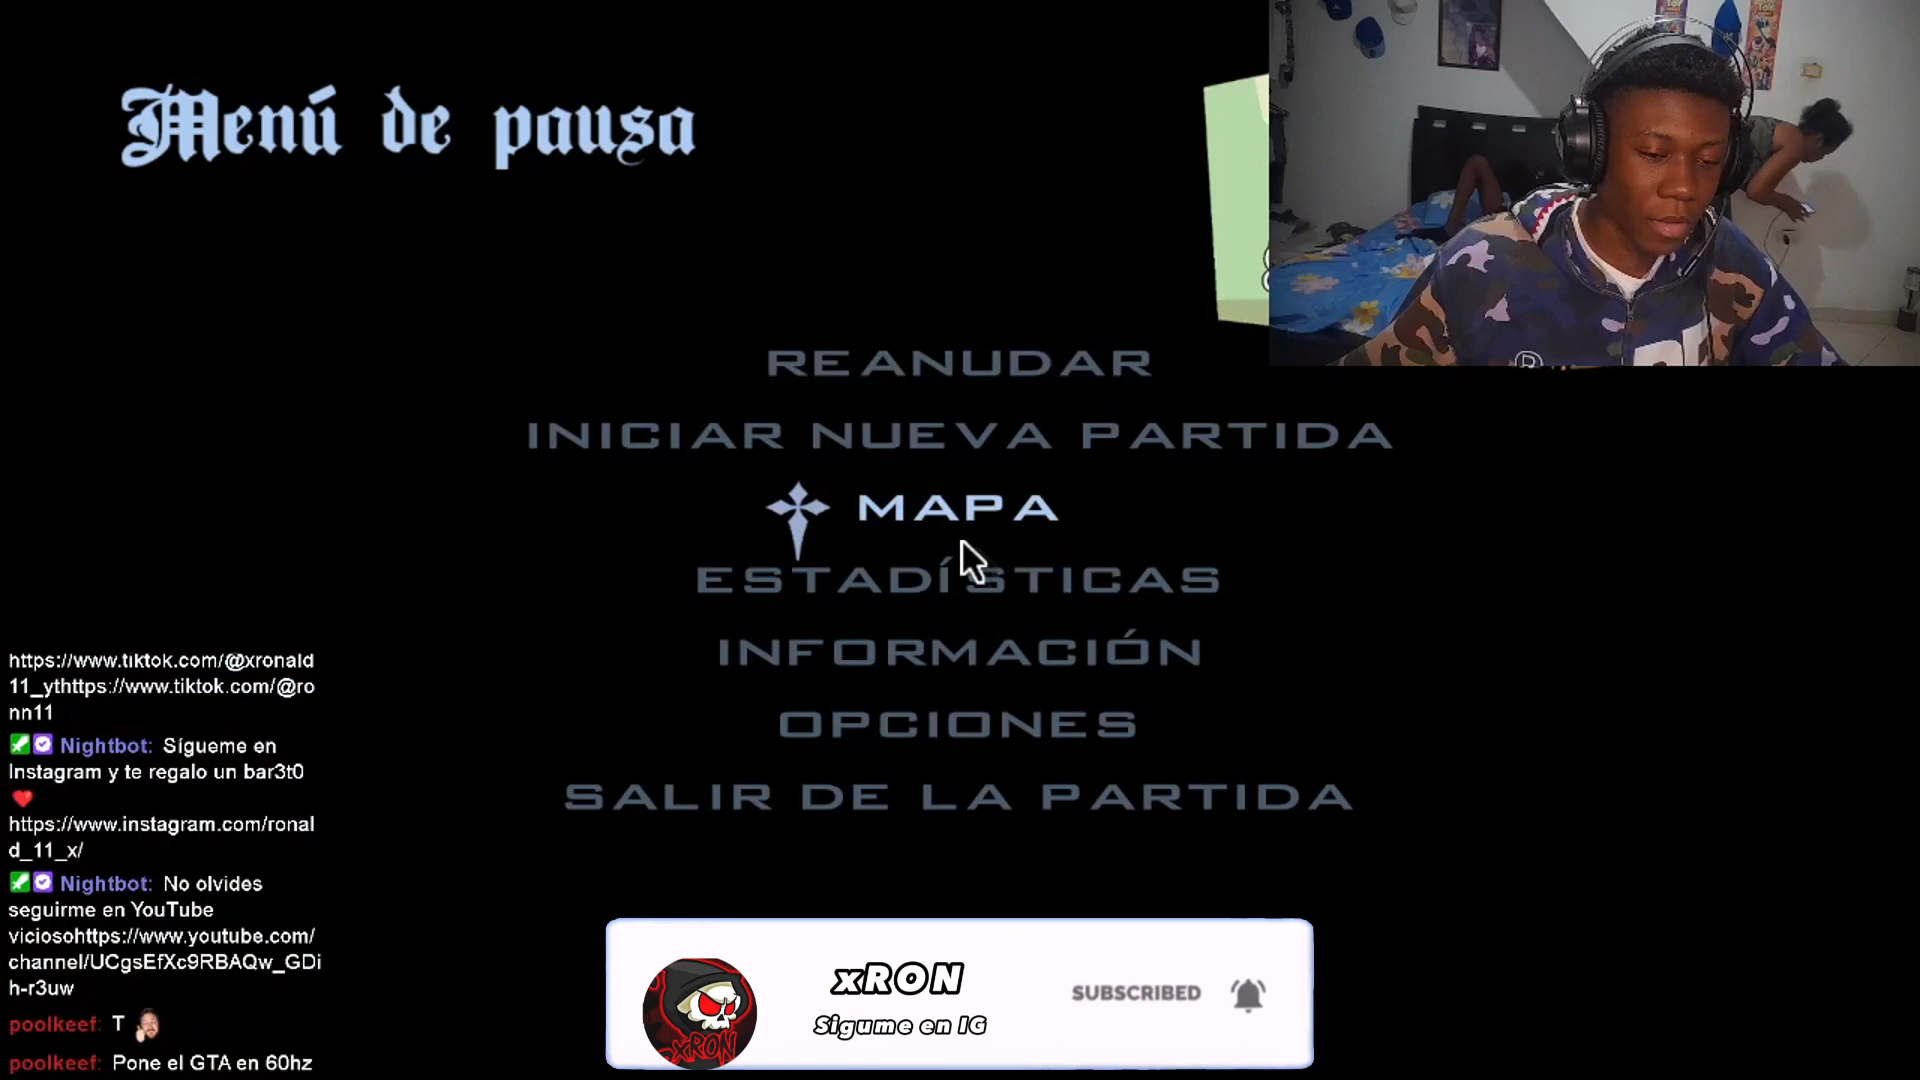 Menú de pausa
REANUDAR
INICIAR NUEVA PARTIDA
MAPA
ESTADÍSTICAS
INFORMACIÓN
OPCIONES
SALIR DE LA PARTIDA
https://www.tiktok.com/@xronald
11_ythttps://www.tiktok.com/@ro
nn11
Nightbot: Sígueme en
Instagram y te regalo un bar3t0
https://www.instagram.com/ronal
d_11_x/
Nightbot: No olvides
seguirme en YouTube
viciosohttps://www.youtube.com/
channel/UCgsEfXc9RBAQw_GDi
h-r3uw
poolkeef: T
poolkeef: Pone el GTA en 60hz
xRON
Sigume en IG
SUBSCRIBED
xRON